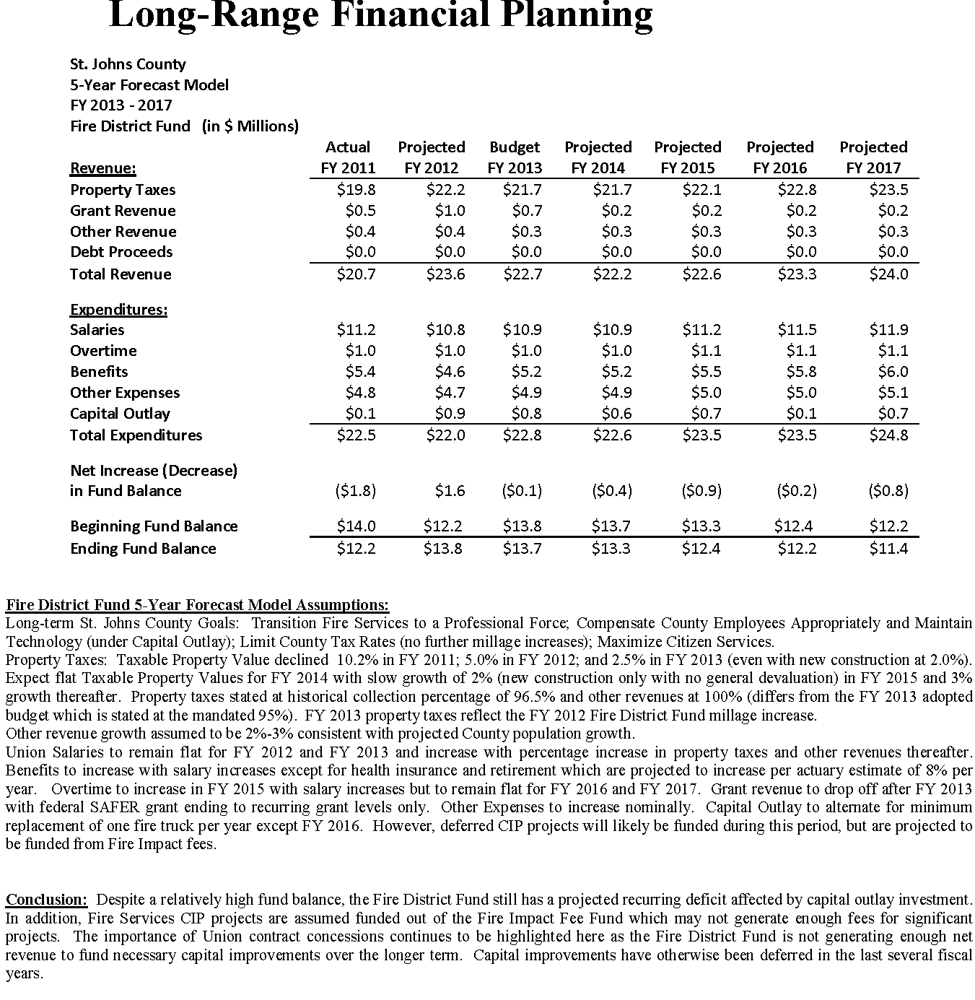 Long-Range Financial Planning
St. Johns County
5-Year Forecast Model
FY 2013 - 2017
Fire District Fund (in $ Millions)
Actual Projected Budget Projected Projected Projected Projected
Revenue: FY 2011 FY 2012 FY 2013 FY 2014 FY 2015 FY 2016 FY 2017
Property Taxes $19.8 $22.2 $21.7 $21.7 $22.1 $22.8 $23.5
Grant Revenue $0.5 $1.0 $0.7 $0.2 $0.2 $0.2 $0.2
Other Revenue $0.4 $0.4 $0.3 $0.3 $0.3 $0.3 $0.3
Debt Proceeds $0.0 $0.0 $0.0 $0.0 $0.0 $0.0 $0.0
Total Revenue $20.7 $23.6 $22.7 $22.2 $22.6 $23.3 $24.0
Expenditures:
Salaries $11.2 $10.8 $10.9 $10.9 $11.2 $11.5 $11.9
Overtime $1.0 $1.0 $1.0 $1.0 $1.1 $1.1 $1.1
Benefits $5.4 $4.6 $5.2 $5.2 $5.5 $5.8 $6.0
Other Expenses $4.8 $4.7 $4.9 $4.9 $5.0 $5.0 $5.1
Capital Outlay $0.1 $0.9 $0.8 $0.6 $0.7 $0.1 $0.7
Total Expenditures $22.5 $22.0 $22.8 $22.6 $23.5 $23.5 $24.8
Net Increase (Decrease)
in Fund Balance ($1.8) $1.6 ($0.1) ($0.4) ($0.9) ($0.2) ($0.8)
Beginning Fund Balance $14.0 $12.2 $13.8 $13.7 $13.3 $12.4 $12.2
Ending Fund Balance $12.2 $13.8 $13.7 $13.3 $12.4 $12.2 $11.4
Fire District Fund 5-Year Forecast Model Assumptions:
Long-term St. Johns County Goals: Transition Fire Services to a Professional Force; Compensate County Employees Appropriately and Maintain
Technology (under Capital Outlay); Limit County Tax Rates (no further millage increases); Maximize Citizen Services.
Property Taxes: Taxable Property Value declined 10.2% in FY 2011; 5.0% in FY 2012; and 2.5% in FY 2013 (even with new construction at 2.0%).
Expect flat Taxable Property Values for FY 2014 with slow growth of 2% (new construction only with no general devaluation) in FY 2015 and 3%
growth thereafter. Property taxes stated at historical collection percentage of 96.5% and other revenues at 100% (differs from the FY 2013 adopted
budget which is stated at the mandated 95%). FY 2013 property taxes reflect the FY 2012 Fire District Fund millage increase.
Other revenue growth assumed to be 2%-3% consistent with projected County population growth.
Union Salaries to remain flat for FY 2012 and FY 2013 and increase with percentage increase in property taxes and other revenues thereafter.
Benefits to increase with salary increases except for health insurance and retirement which are projected to increase per actuary estimate of 8% per
year. Overtime to increase in FY 2015 with salary increases but to remain flat for FY 2016 and FY 2017. Grant revenue to drop off after FY 2013
with federal SAFER grant ending to recurring grant levels only. Other Expenses to increase nominally. Capital Outlay to alternate for minimum
replacement of one fire truck per year except FY 2016. However, deferred CIP projects will likely be funded during this period, but are projected to
be funded from Fire Impact fees.
Conclusion: Despite a relatively high fund balance, the Fire District Fund still has a projected recurring deficit affected by capital outlay investment.
In addition, Fire Services CIP projects are assumed funded out of the Fire Impact Fee Fund which may not generate enough fees for significant
projects. The importance of Union contract concessions continues to be highlighted here as the Fire District Fund is not generating enough net
revenue to fund necessary capital improvements over the longer term. Capital improvements have otherwise been deferred in the last several fiscal
years.